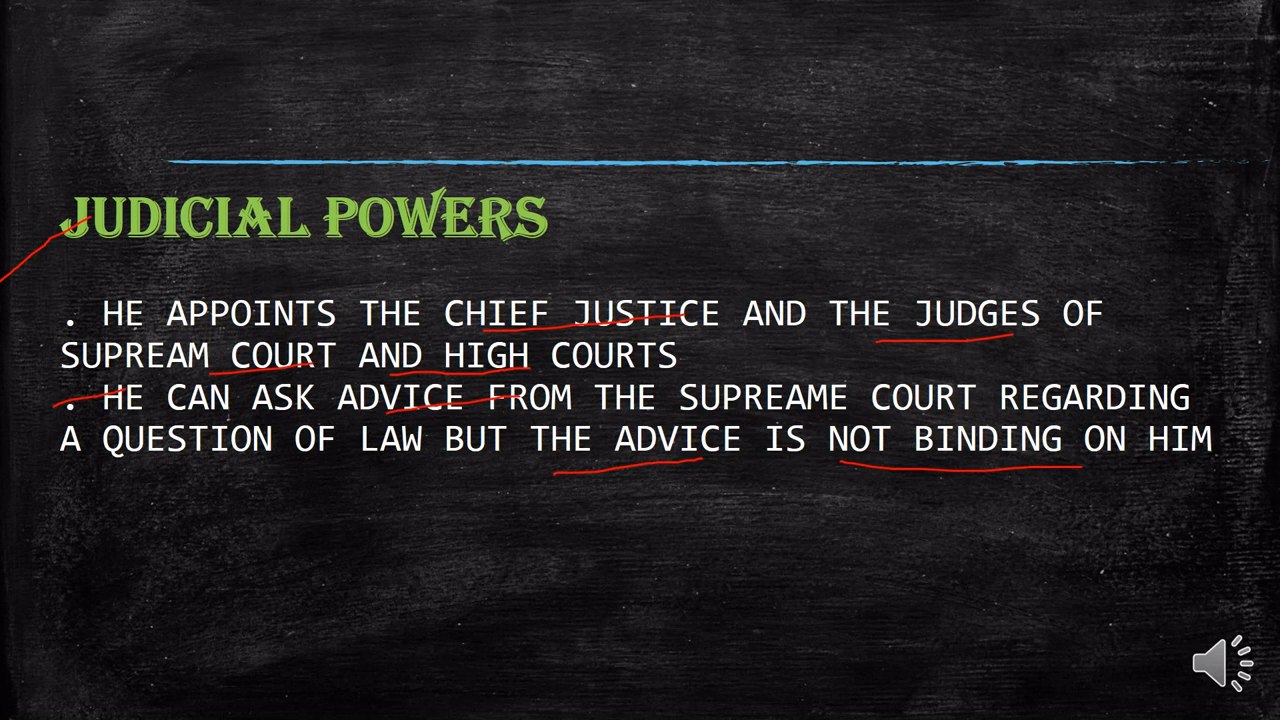 JUDICIAL POWERS
. HE APPOINTS THE CHIEF JUSTICE AND THE JUDGES OF
SUPREAM COURT AND HIGH COURTS
. HE CAN ASK ADVICE FROM THE SUPREAME COURT REGARDING
A QUESTION OF LAW BUT THE ADVICE IS NOT BINDING ON HIM